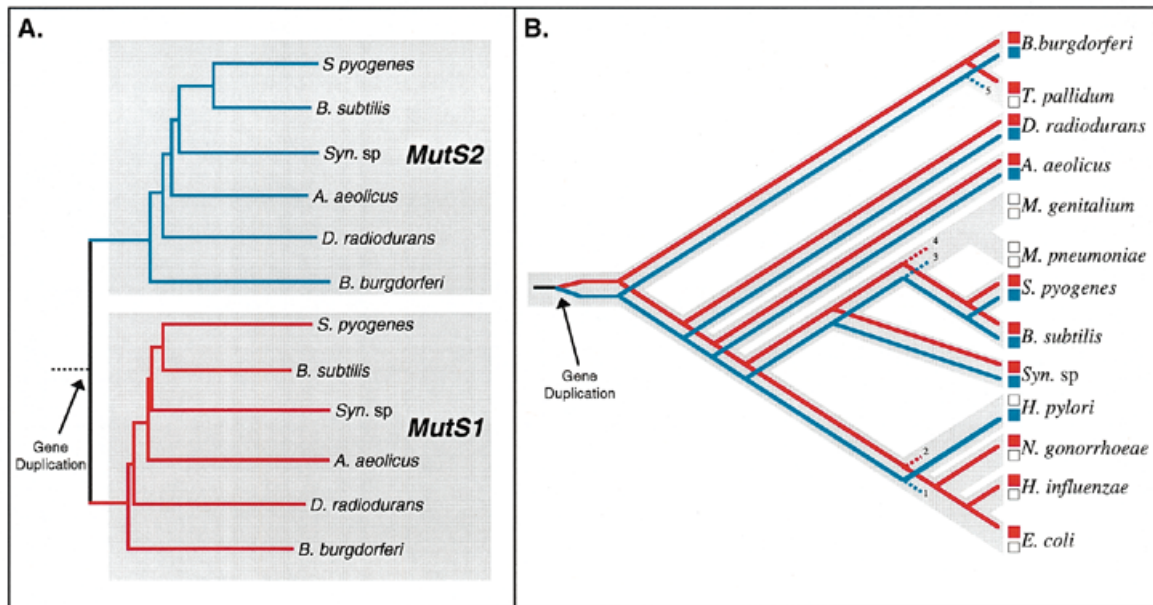 A.
S pyogenes
B. subtilis
Syn. sp
MutS2
A. aeolicus
D. radiodurans
B. burgdorferi
Gene
Duplication
S. pyogenes
B. subtilis
Syn. sp
MutS1
A. aeolicus
D. radiodurans
B. burgdorferi
B.
B.burgdorferi
5
T. pallidum
D. radiodurans
A. aeolicus
M. genitalium
4
3
M. pneumoniae
S. pyogenes
B. subtilis
Gene
Duplication
Syn. sp
H. pylori
2
N. gonorrhoeae
1
H. influenzae
E. coli